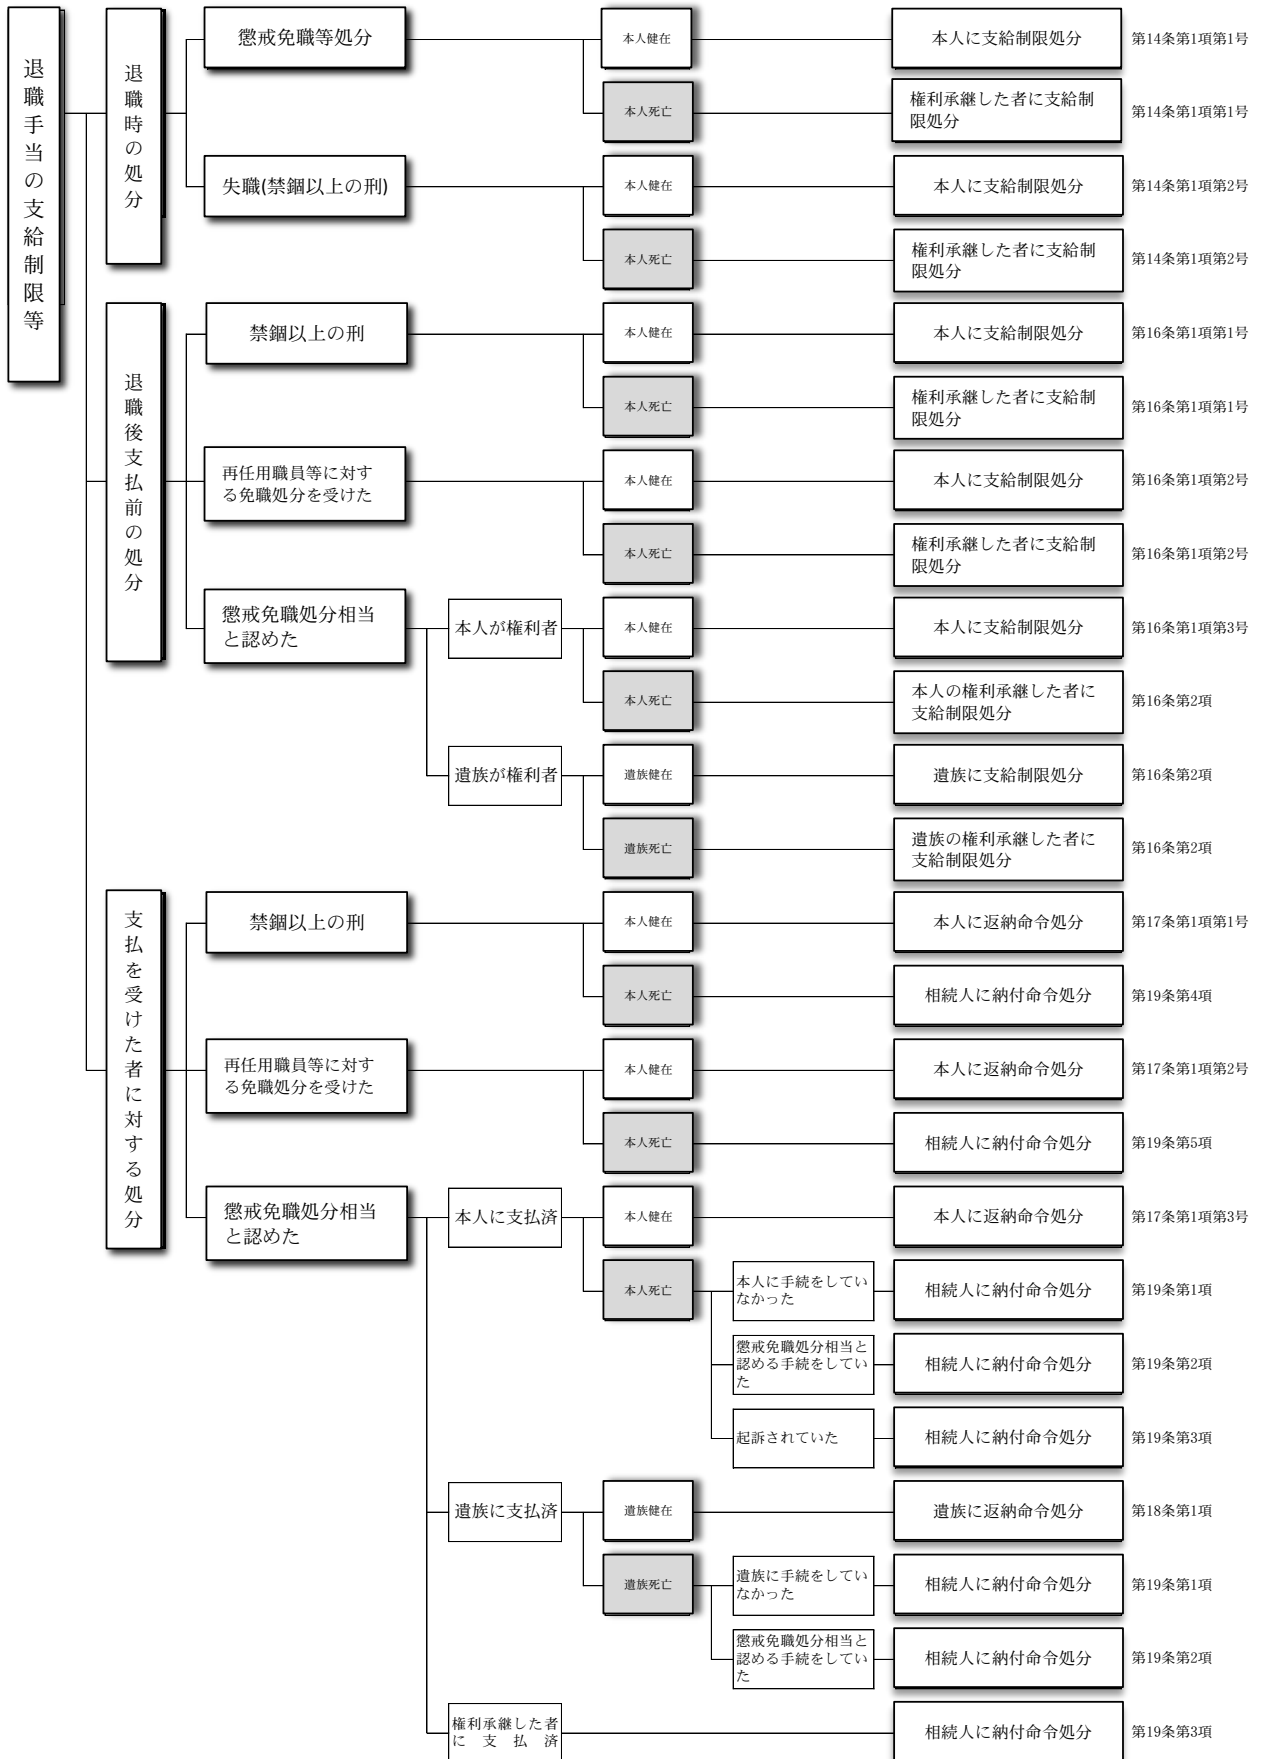 退職手当の支給制限等
退職時の処分
懲戒免職等処分
本人健在
本人に支給制限処分
第14条第1項第1号
本人死亡
権利承継した者に支給制
限処分
第14条第1項第1号
失職(禁錮以上の刑)
本人健在
本人に支給制限処分
第14条第1項第2号
本人死亡
権利承継した者に支給制
限処分
第14条第1項第2号
退職後支払前の処分
禁錮以上の刑
本人健在
本人に支給制限処分
第16条第1項第1号
本人死亡
権利承継した者に支給制
限処分
第16条第1項第1号
再任用職員等に対す
る免職処分を受けた
本人健在
本人に支給制限処分
第16条第1項第2号
本人死亡
権利承継した者に支給制
限処分
第16条第1項第2号
懲戒免職処分相当
と認めた
本人が権利者
本人健在
本人に支給制限処分
第16条第1項第3号
本人死亡
本人の権利承継した者に
支給制限処分
第16条第2項
遺族が権利者
遺族健在
遺族に支給制限処分
第16条第2項
遺族死亡
遺族の権利承継した者に
支給制限処分
第16条第2項
支払を受けた者に対する処分
禁錮以上の刑
本人健在
本人に返納命令処分
第17条第1項第1号
本人死亡
相続人に納付命令処分
第19条第4項
再任用職員等に対す
る免職処分を受けた
本人健在
本人に返納命令処分
第17条第1項第2号
本人死亡
相続人に納付命令処分
第19条第5項
懲戒免職処分相当
と認めた
本人に支払済
本人健在
本人に返納命令処分
第17条第1項第3号
本人死亡
本人に手続をしてい
なかった
相続人に納付命令処分
第19条第1項
懲戒免職処分相当と
認める手続をしてい
た
相続人に納付命令処分
第19条第2項
起訴されていた
相続人に納付命令処分
第19条第3項
遺族に支払済
遺族健在
遺族に返納命令処分
第18条第1項
遺族死亡
遺族に手続をしてい
なかった
相続人に納付命令処分
第19条第1項
懲戒免職処分相当と
認める手続をしてい
た
相続人に納付命令処分
第19条第2項
権利承継した者
に支払済
相続人に納付命令処分
第19条第3項